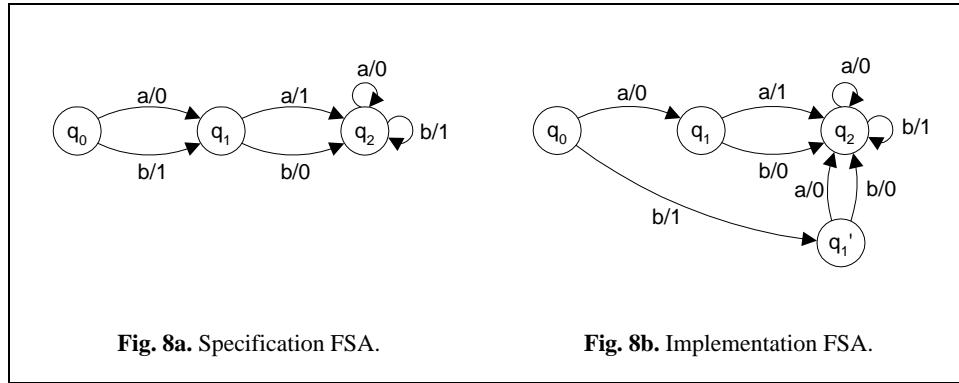 a/0
a/0
a/0
a/1
a/0
a/1
q0
q1
q2
b/1
q0
q1
q2
b/1
b/1
b/0
b/0
a/0
b/0
b/1
q1'
Fig. 8a. Specification FSA.
Fig. 8b. Implementation FSA.